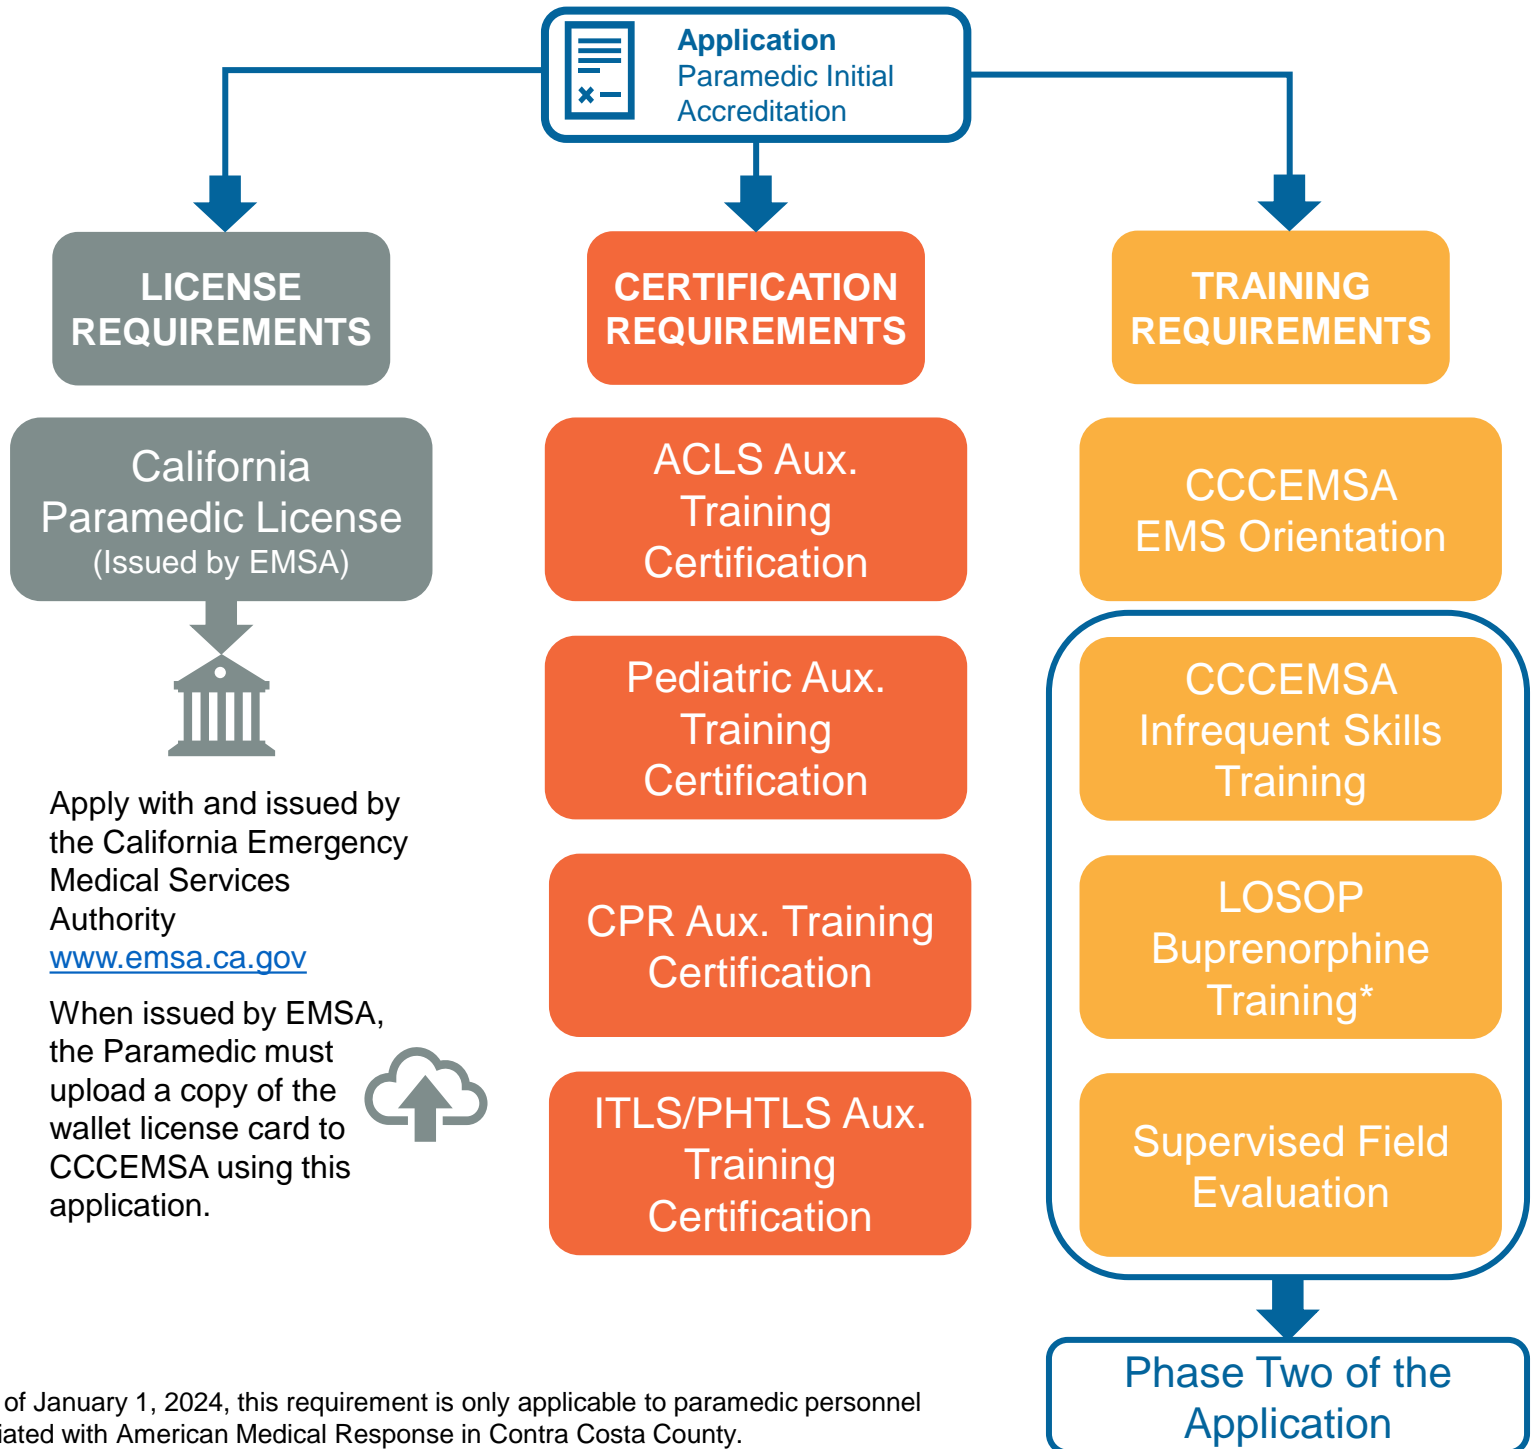 Application
Paramedic Initial
Accreditation
LICENSE
REQUIREMENTS
California
Paramedic License
(Issued by EMSA)
Apply with and issued by
the California Emergency
Medical Services
Authority
www.emsa.ca.gov
When issued by EMSA,
the Paramedic must
upload a copy of the
wallet license card to
CCCEMSA using this
application.
CERTIFICATION
REQUIREMENTS
ACLS Aux.
Training
Certification
Pediatric Aux.
Training
Certification
CPR Aux. Training
Certification
ITLS/PHTLS Aux.
Training
Certification
TRAINING
REQUIREMENTS
CCCEMSA
EMS Orientation
CCCEMSA
Infrequent Skills
Training
LOSOP
Buprenorphine
Training*
Supervised Field
Evaluation
Phase Two of the
Application
of January 1, 2024, this requirement is only applicable to paramedic personnel
with American Medical Response in Contra Costa County.